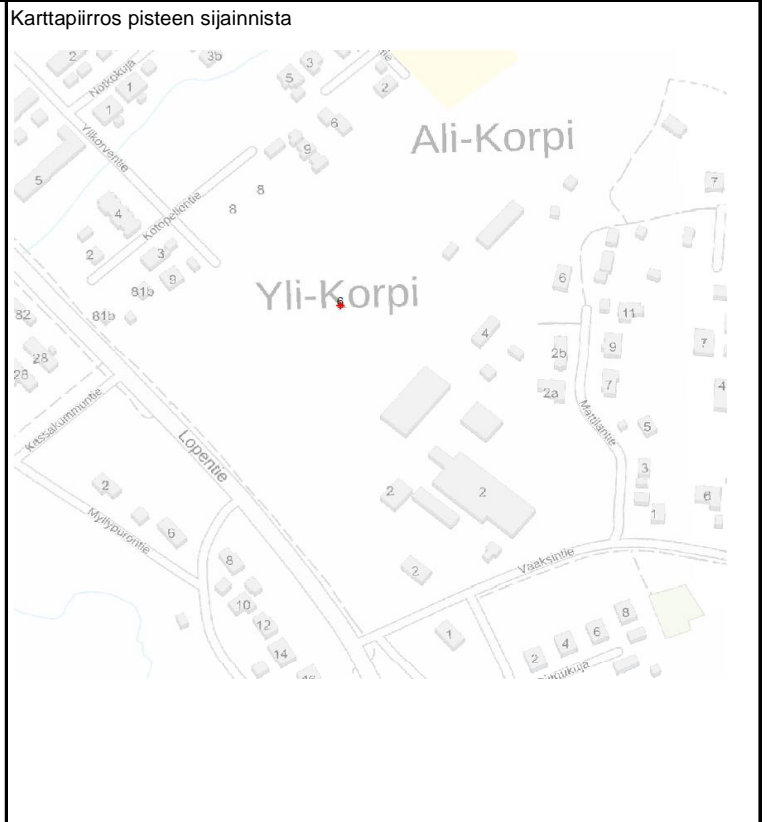 Karttapiirros pisteen sijainnista
2
3b
3
5
2
Notkokuja
1
1
6
Ali-Korpi
Ylikorventie
9
5
8
7
8
4
Kotopellontie
2
3
9
6
81b
Yli-Korpi
6
82
81b
11
4
28
2b
9
7
28
2a
7
4
Kissakummuntie
Mattilantie
Lopentie
5
3
2
2
2
6
1
Myllypurontie
6
Vaaksintie
8
2
10
8
12
1
6
4
14
2